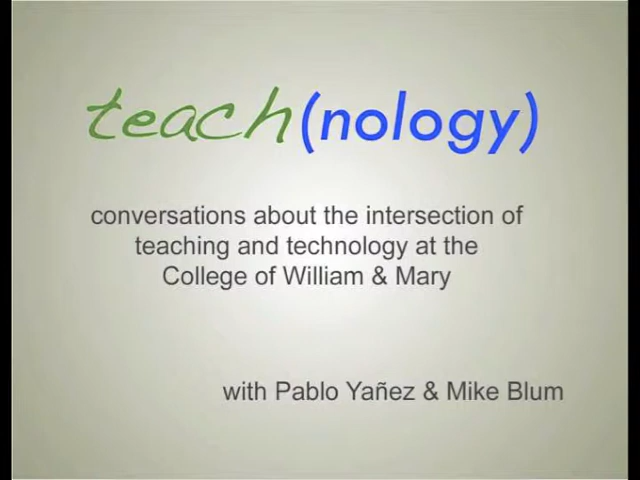 teach(nology)
conversations about the intersection of
teaching and technology at the
College of William & Mary
with Pablo Yañez & Mike Blum